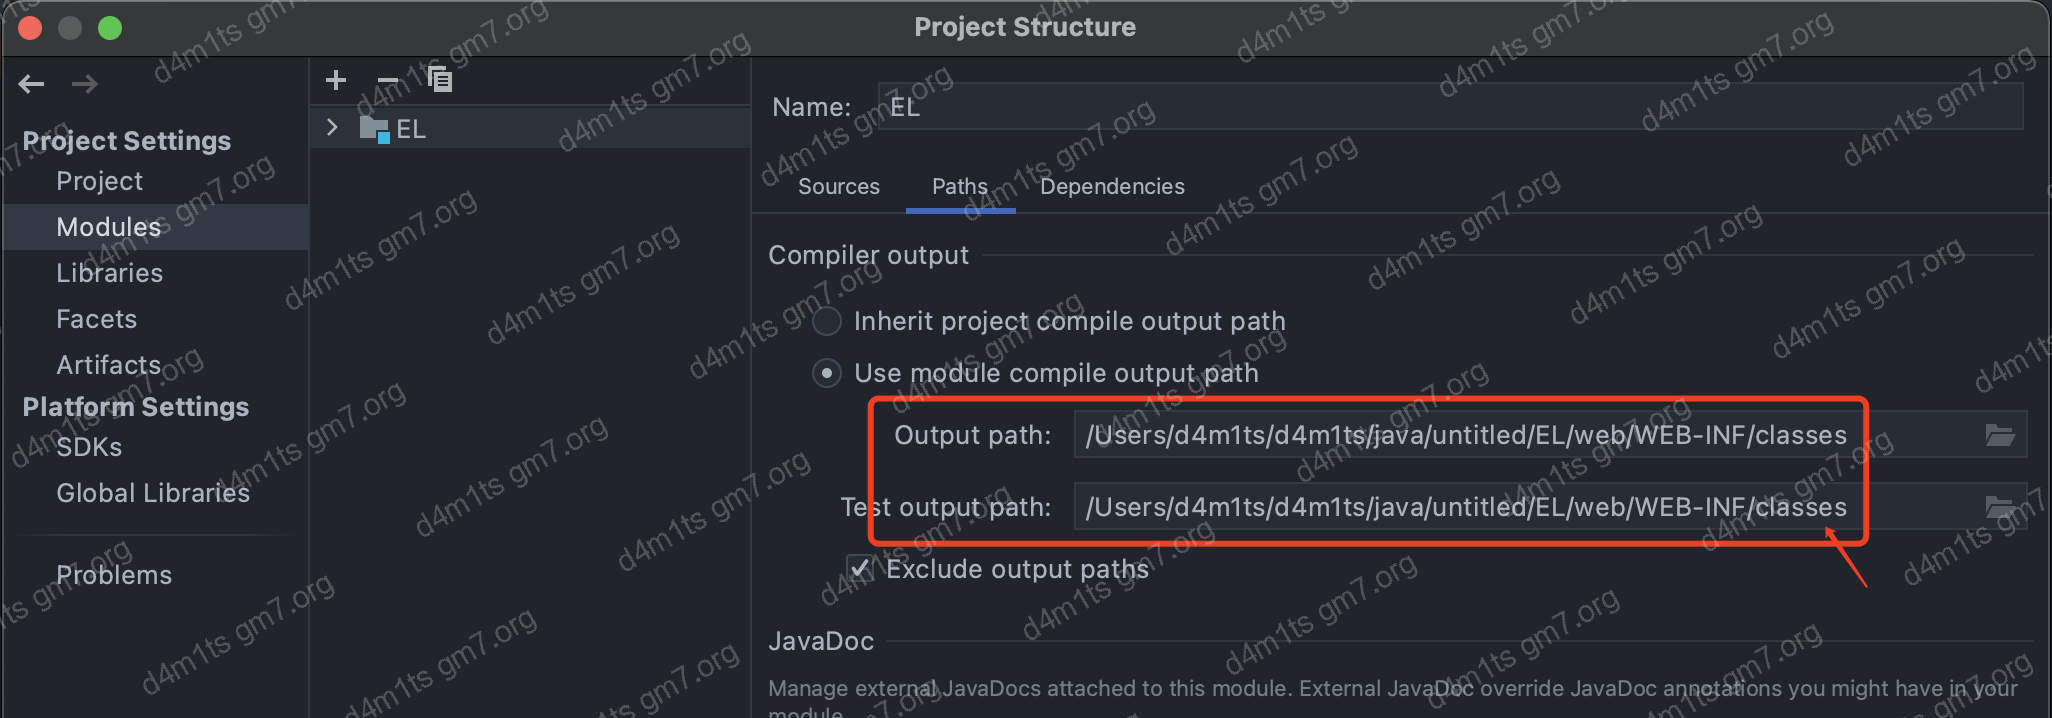 Project Structure
Project Settings
Project
Modules
Libraries
Facets
Artifacts
Platform Settings
SDKs
Global Libraries
Problems
EL
Name: EL
Sources Paths Dependencies
Compiler output
Inherit project compile output path
Use module compile output path
Output path: /Users/d4m1ts/d4m1ts/java/untitled/EL/web/WEB-INF/classes
Test output path: /Users/d4m1ts/d4m1ts/java/untitled/EL/web/WEB-INF/classes
Exclude output paths
JavaDoc
Manage external JavaDocs attached to this module. External JavaDoc override JavaDoc annotations you might have in your
module.
d4m1ts gm7.org